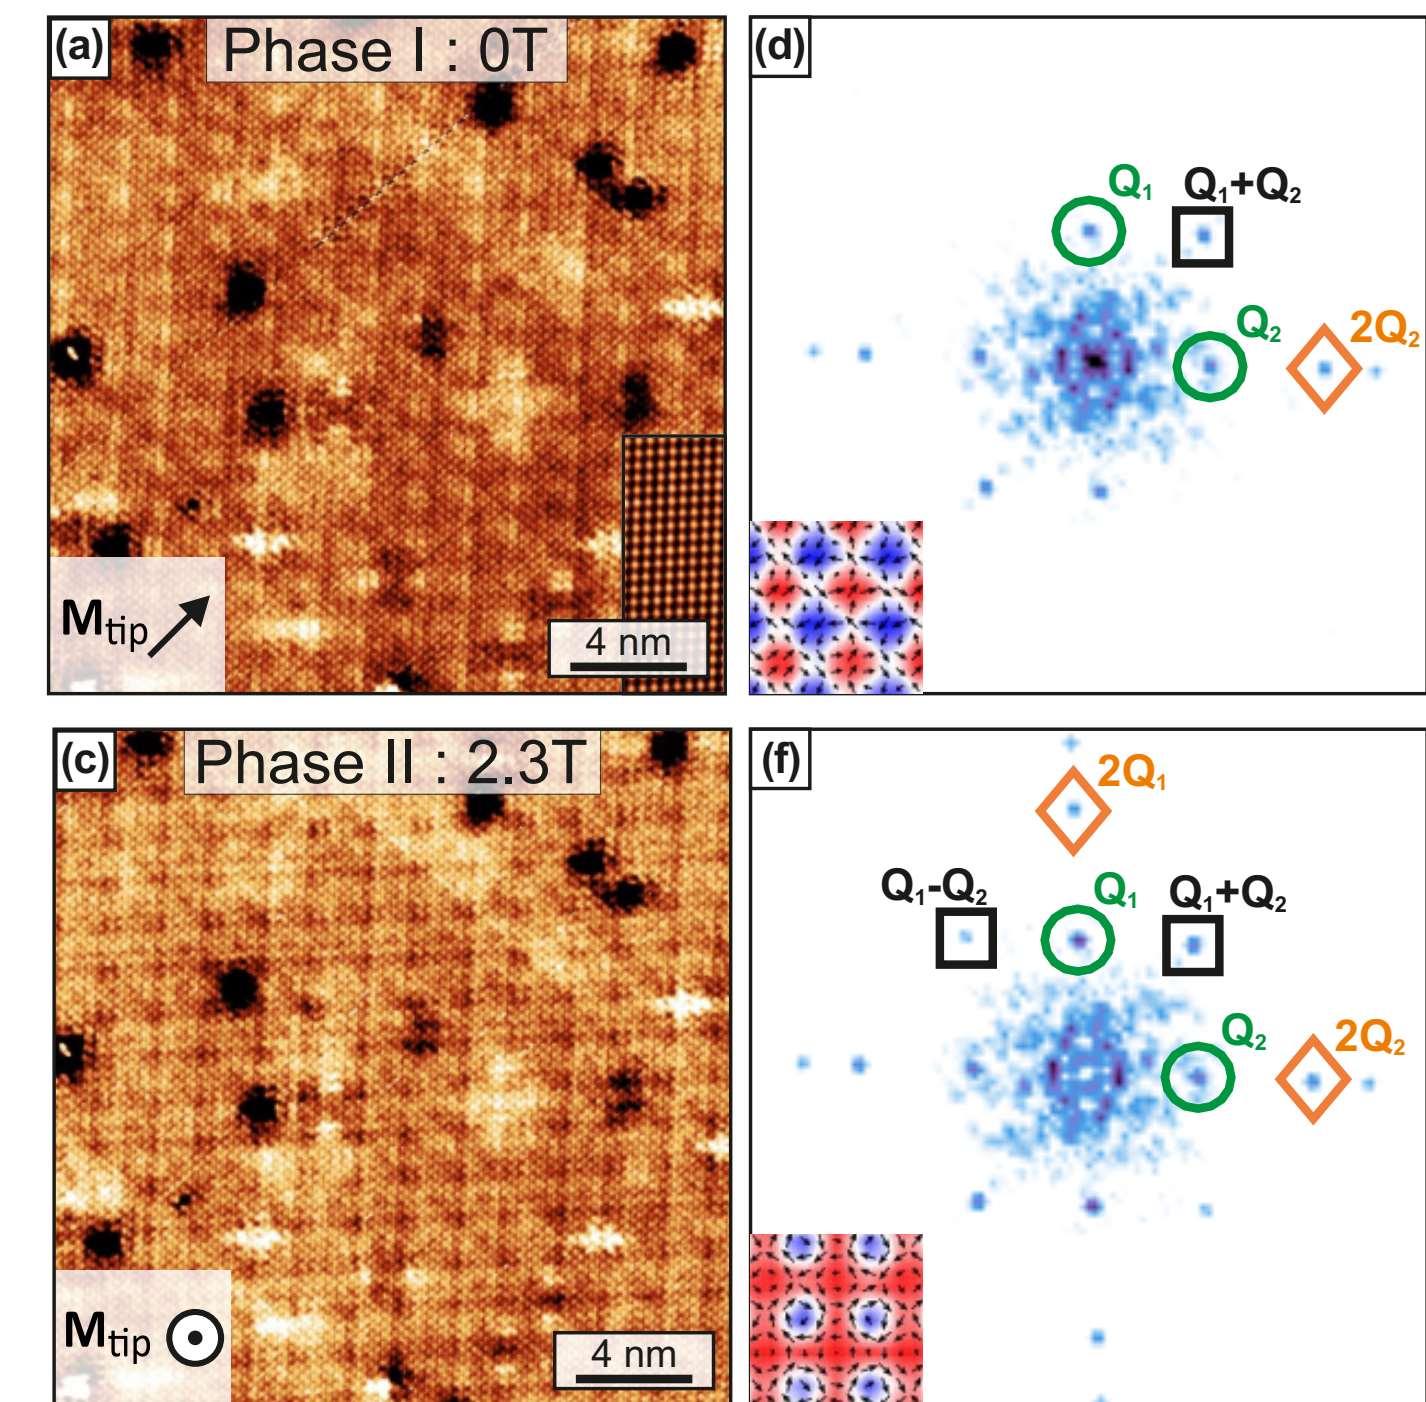 (a)
Phase I : 0T
M_tip
4 nm
(d)
Q₁
Q₁+Q₂
Q₂
2Q₂
(c)
Phase II : 2.3T
M_tip
4 nm
(f)
2Q₁
Q₁-Q₂
Q₁
Q₁+Q₂
Q₂
2Q₂